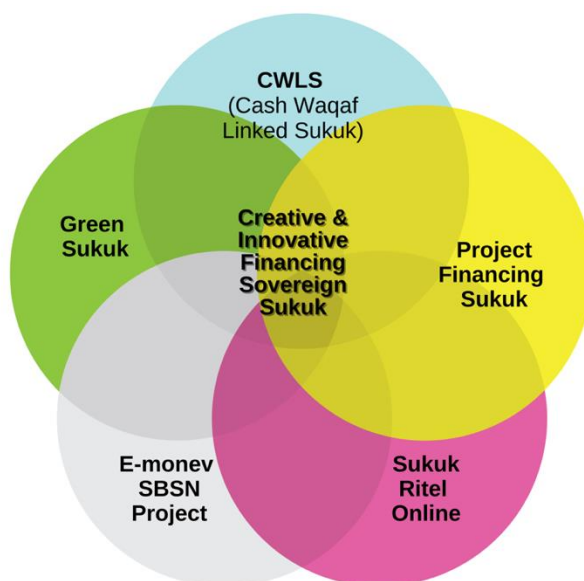 CWLS
(Cash Waqaf
Linked Sukuk)
Green
Sukuk
Creative &
Innovative
Financing
Sovereign
Sukuk
Project
Financing
Sukuk
E-monev
SBSN
Project
Sukuk
Ritel
Online